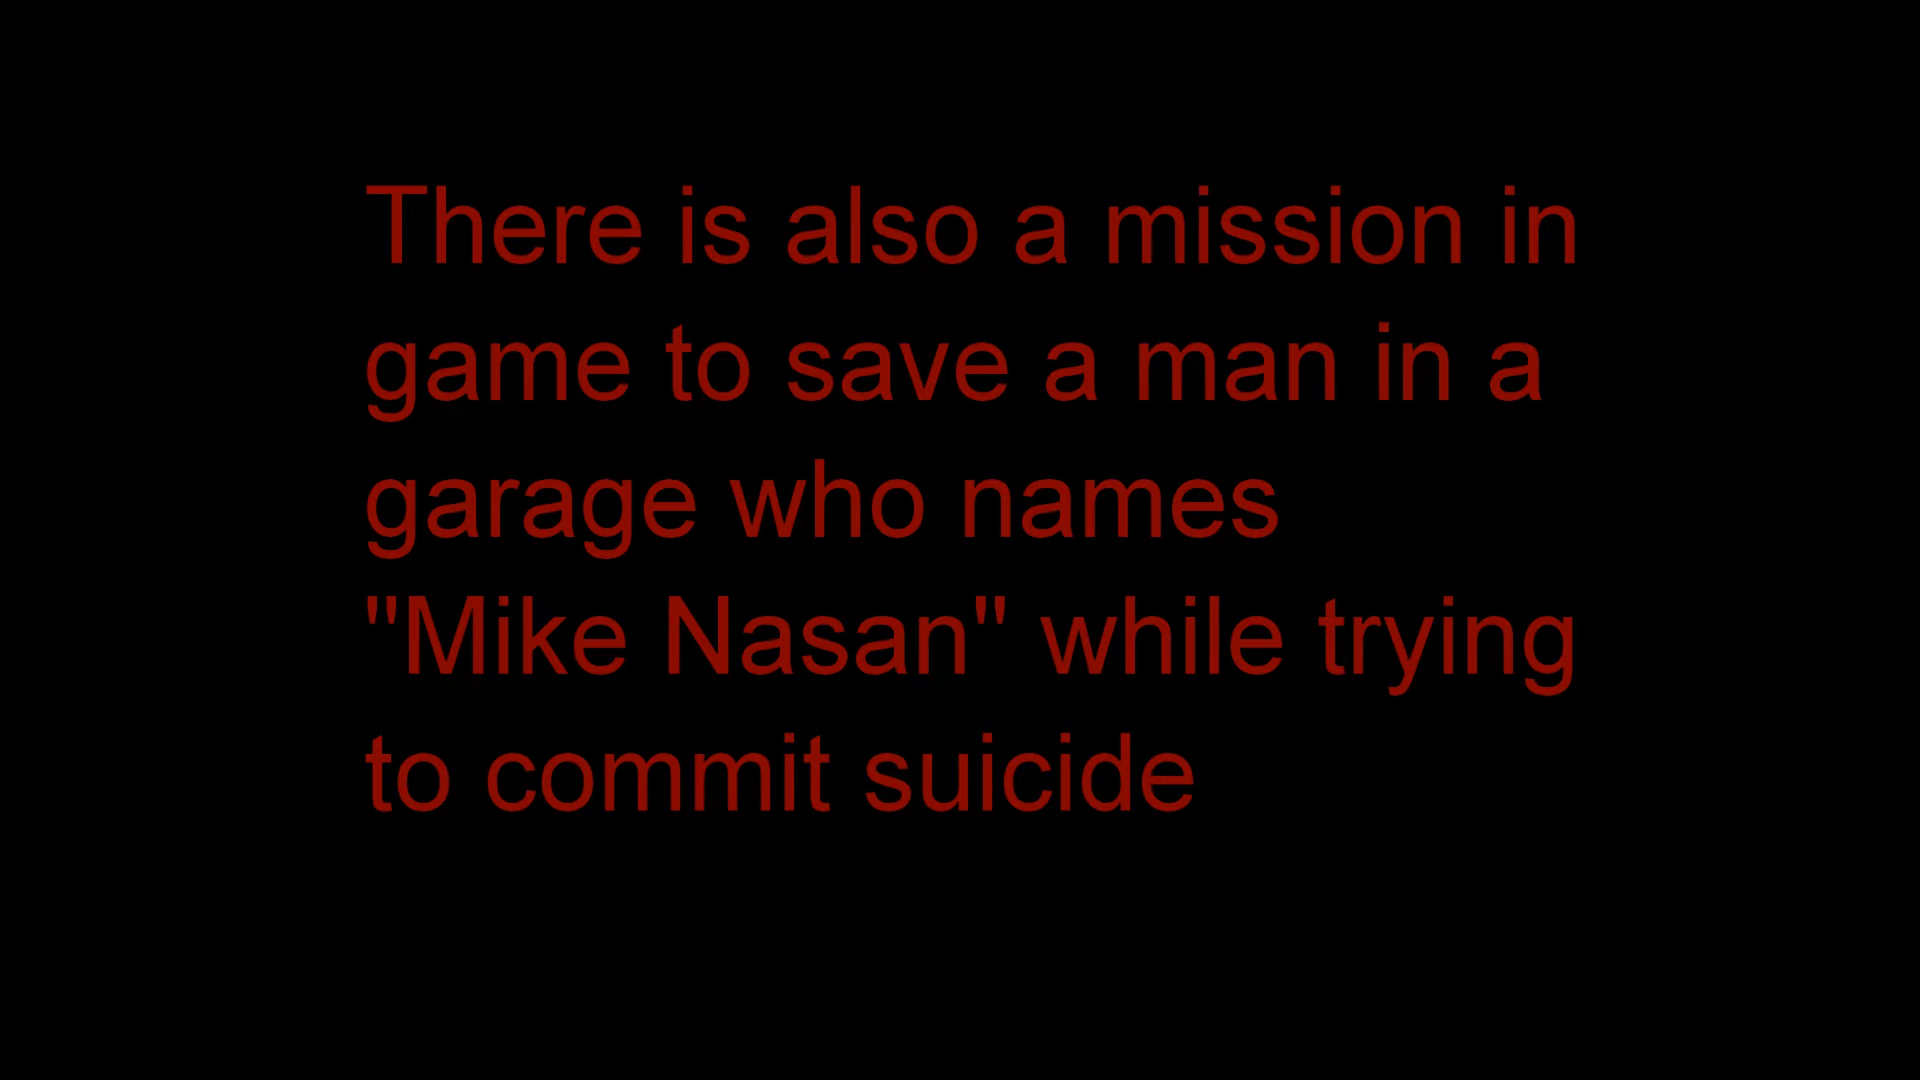 There is also a mission in
game to save a man in a
garage who names
"Mike Nasan" while trying
to commit suicide